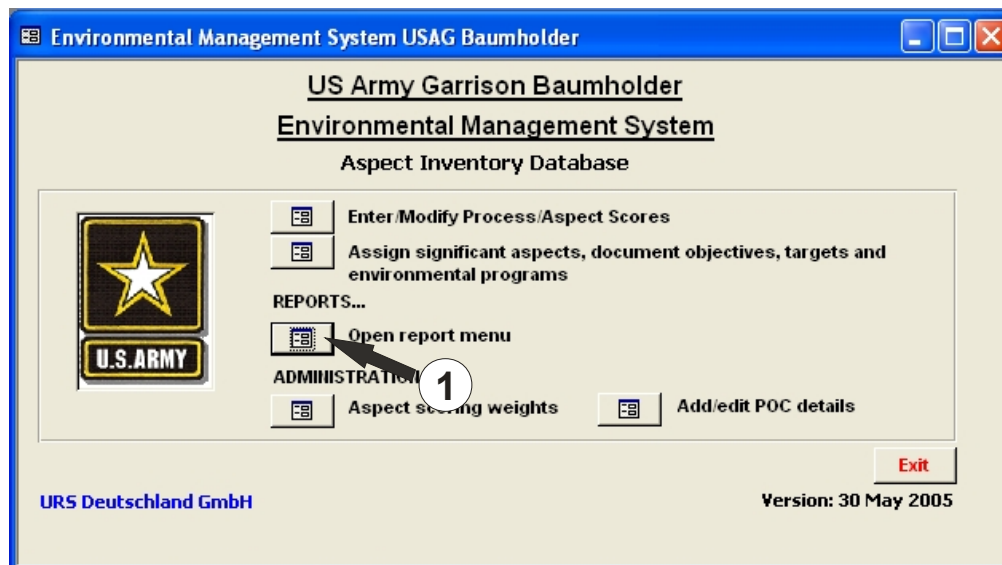 Environmental Management System USAG Baumholder
US Army Garrison Baumholder
Environmental Management System
Aspect Inventory Database
Enter/Modify Process/Aspect Scores
Assign significant aspects, document objectives, targets and
environmental programs
REPORTS...
Open report menu
U.S.ARMY
1
Aspect scoring weights
Add/edit POC details
Exit
URS Deutschland GmbH
Version: 30 May 2005